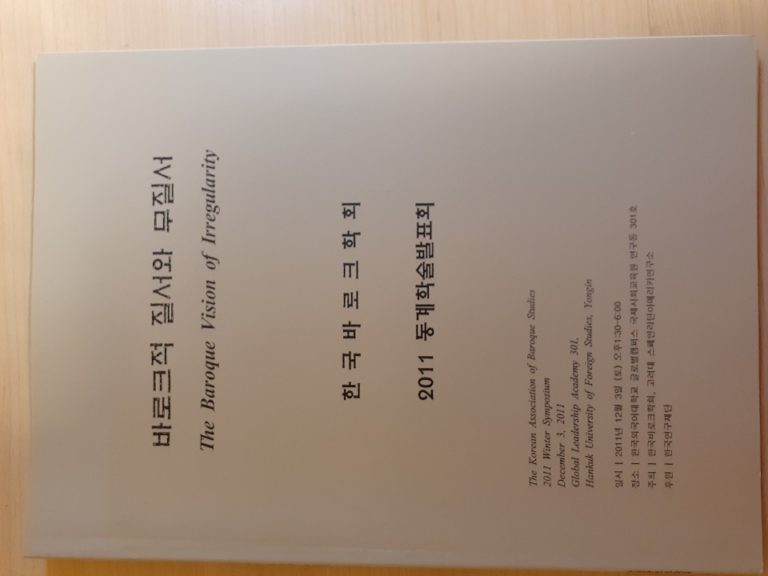 바로크적 질서와 무질서
The Baroque Vision of Irregularity
한국바로크학회
2011 동계학술발표회
The Korean Association of Baroque Studies
2011 Winter Symposium
December 3, 2011
Global Leadership Academy 301,
Hankuk University of Foreign Studies, Yongin
일시 | 2011년 12월 3일 (토) 오후1:30-6:00
장소 | 한국외국어대학교 글로벌캠퍼스 국제사회교육원 연구동 301호
주최 | 한국바로크학회, 고려대 스페인라틴아메리카연구소
후원 | 한국연구재단